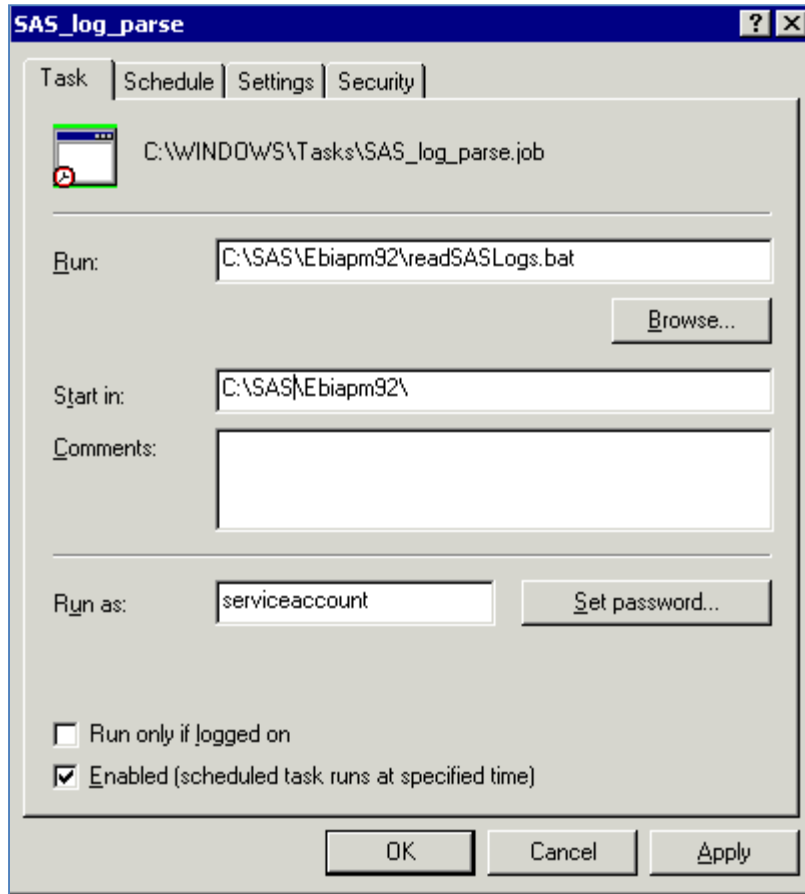 SAS_log_parse
Task Schedule Settings Security
C:\WINDOWS\Tasks\SAS_log_parse.job
Run: C:\SAS\Ebiapm92\readSASLogs.bat
Browse...
Start in: C:\SAS\Ebiapm92\
Comments:
Run as: serviceaccount Set password...
Run only if logged on
Enabled (scheduled task runs at specified time)
OK Cancel Apply